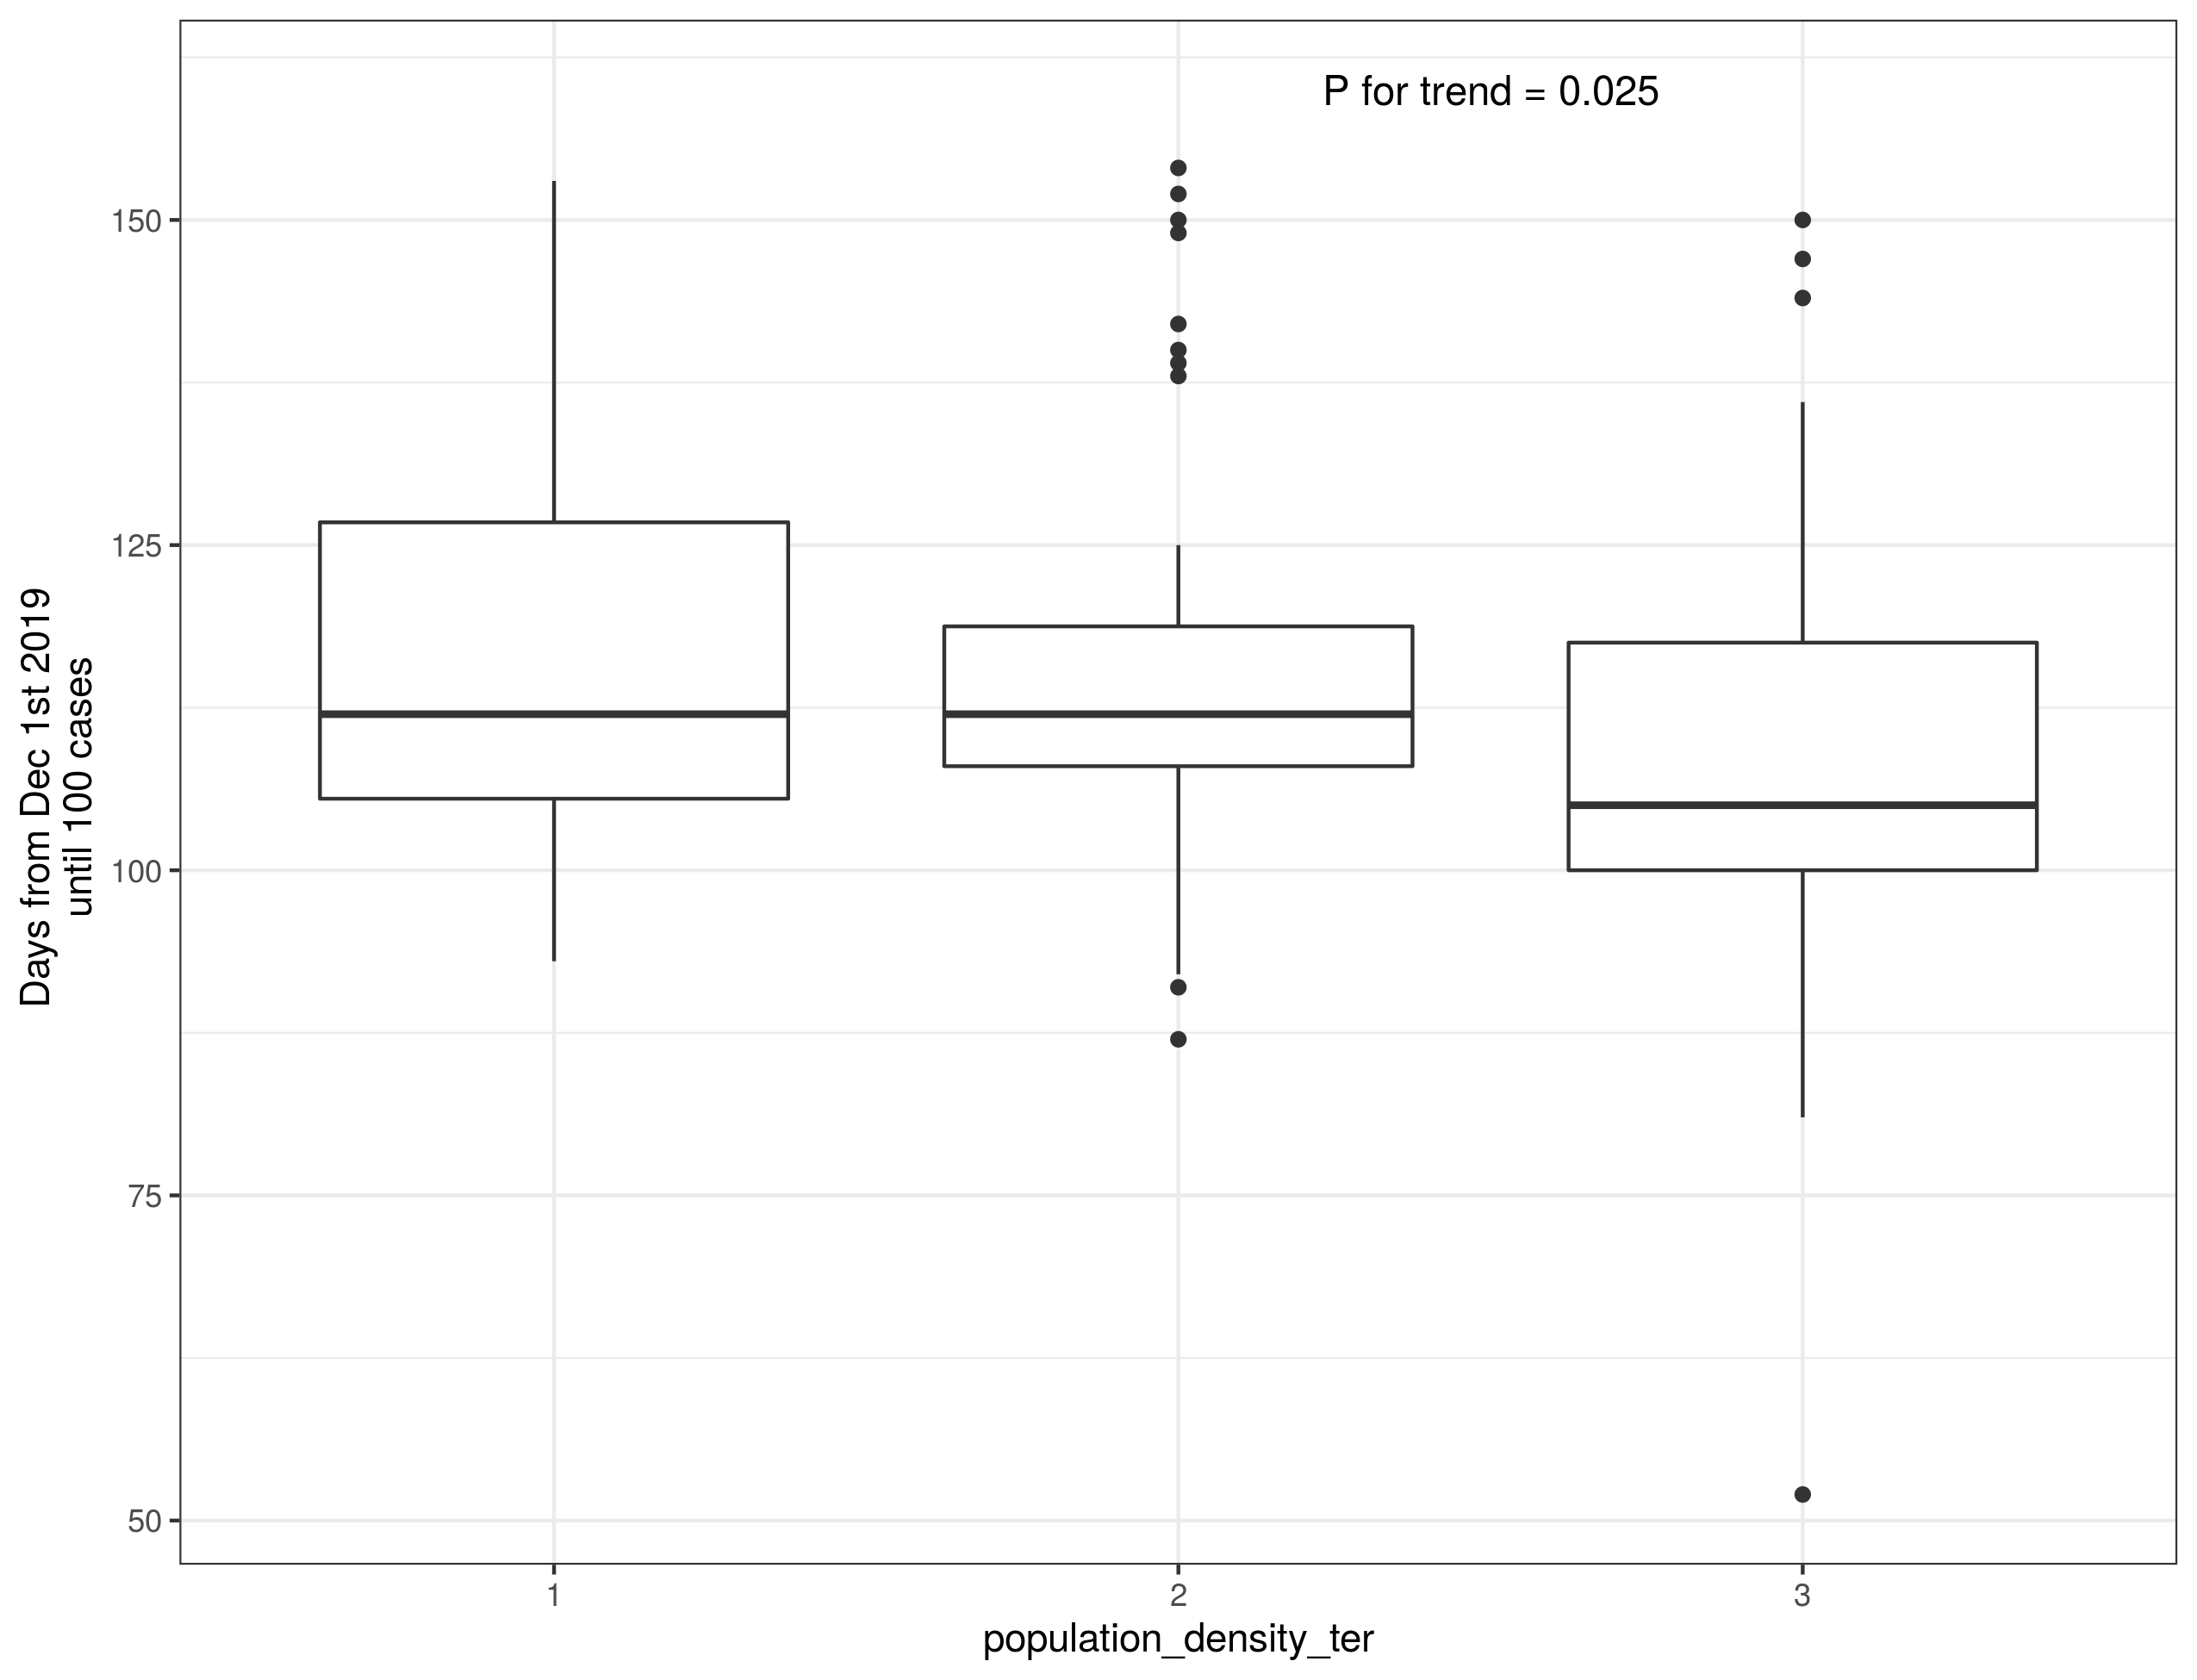 P for trend = 0.025
150
125
100
75
50
Days from Dec 1st 2019
until 100 cases
1
2
3
population_density_ter